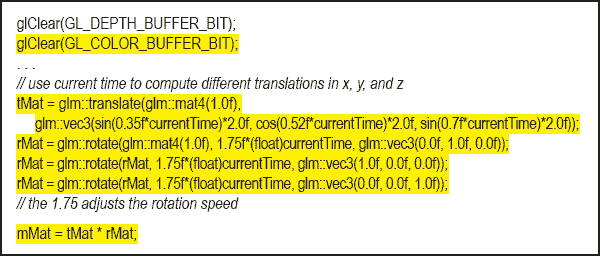 glClear(GL_DEPTH_BUFFER_BIT);
glClear(GL_COLOR_BUFFER_BIT);
. . .
// use current time to compute different translations in x, y, and z
tMat = glm::translate(glm::mat4(1.0f),
glm::vec3(sin(0.35f*currentTime)*2.0f, cos(0.52f*currentTime)*2.0f, sin(0.7f*currentTime)*2.0f));
rMat = glm::rotate(glm::mat4(1.0f), 1.75f*(float)currentTime, glm::vec3(0.0f, 1.0f, 0.0f));
rMat = glm::rotate(rMat, 1.75f*(float)currentTime, glm::vec3(1.0f, 0.0f, 0.0f));
rMat = glm::rotate(rMat, 1.75f*(float)currentTime, glm::vec3(0.0f, 0.0f, 1.0f));
// the 1.75 adjusts the rotation speed
mMat = tMat * rMat;